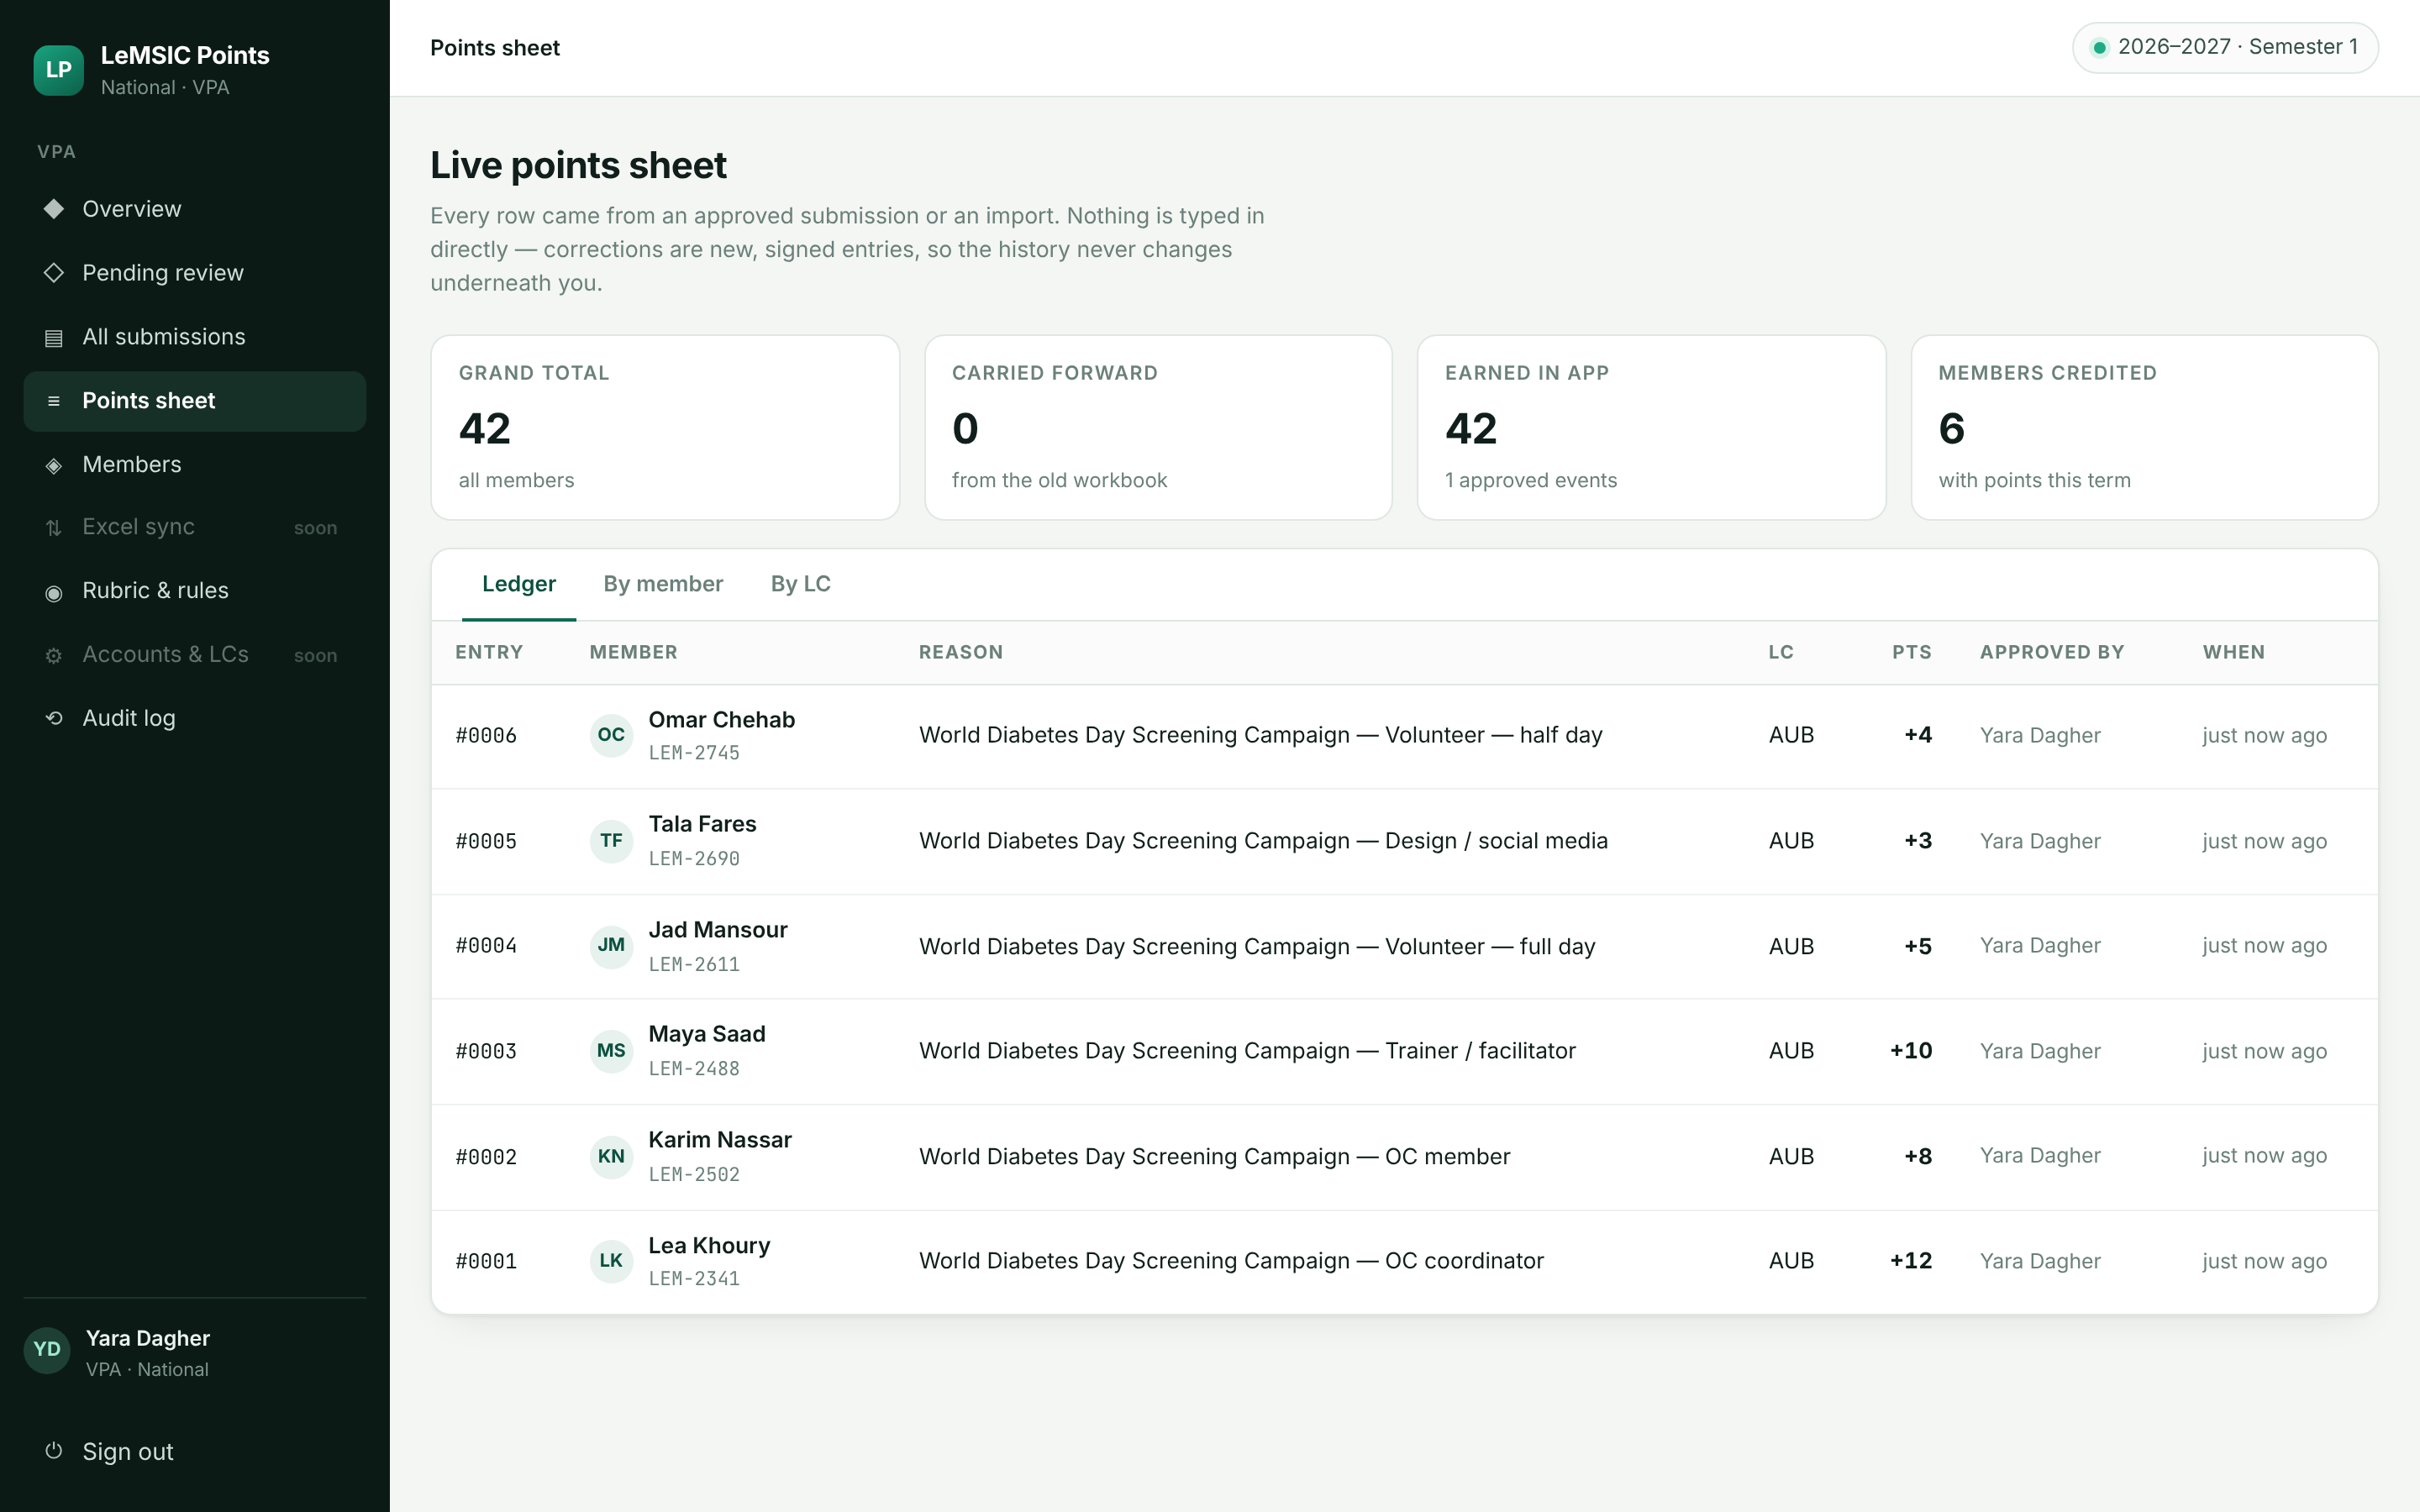 LP
LeMSIC Points
National · VPA
VPA
Overview
Pending review
All submissions
Points sheet
Members
Excel sync soon
Rubric & rules
Accounts & LCs soon
Audit log
YD
Yara Dagher
VPA · National
Sign out
Points sheet
2026–2027 · Semester 1
Live points sheet
Every row came from an approved submission or an import. Nothing is typed in
directly — corrections are new, signed entries, so the history never changes
underneath you.
GRAND TOTAL
42
all members
CARRIED FORWARD
0
from the old workbook
EARNED IN APP
42
1 approved events
MEMBERS CREDITED
6
with points this term
Ledger By member By LC
ENTRY MEMBER REASON LC PTS APPROVED BY WHEN
#0006 OC Omar Chehab World Diabetes Day Screening Campaign — Volunteer — half day AUB +4 Yara Dagher just now ago
LEM-2745
#0005 TF Tala Fares World Diabetes Day Screening Campaign — Design / social media AUB +3 Yara Dagher just now ago
LEM-2690
#0004 JM Jad Mansour World Diabetes Day Screening Campaign — Volunteer — full day AUB +5 Yara Dagher just now ago
LEM-2611
#0003 MS Maya Saad World Diabetes Day Screening Campaign — Trainer / facilitator AUB +10 Yara Dagher just now ago
LEM-2488
#0002 KN Karim Nassar World Diabetes Day Screening Campaign — OC member AUB +8 Yara Dagher just now ago
LEM-2502
#0001 LK Lea Khoury World Diabetes Day Screening Campaign — OC coordinator AUB +12 Yara Dagher just now ago
LEM-2341